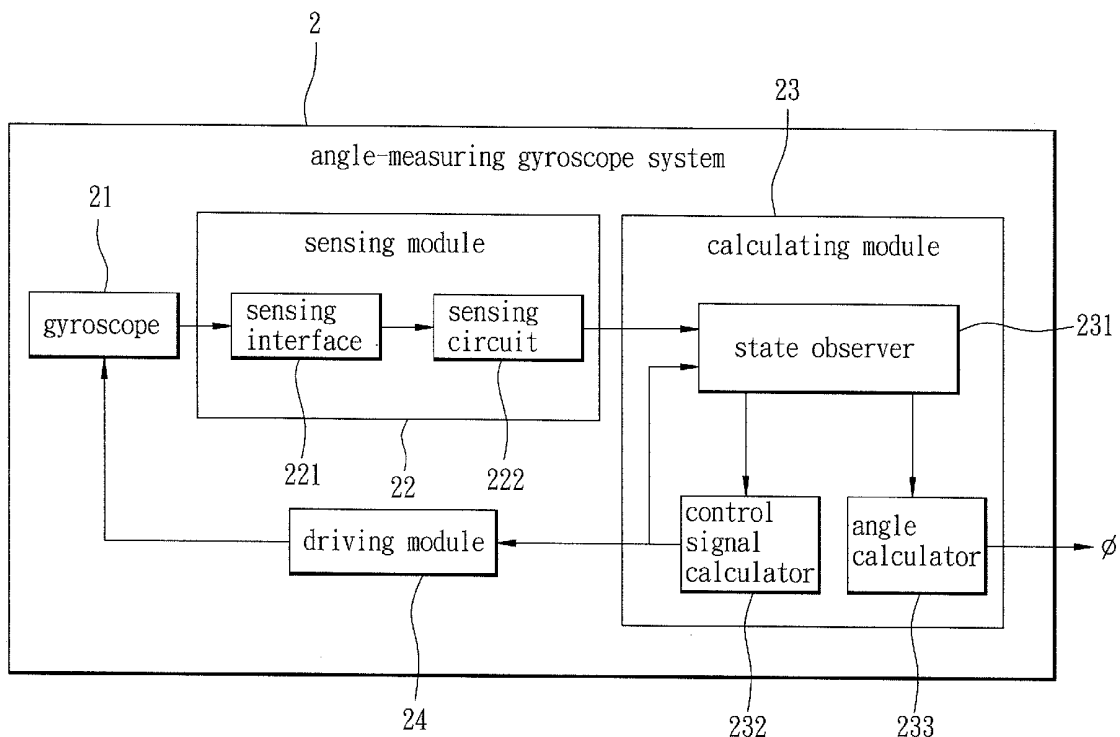 2
23
angle-measuring gyroscope system
21
sensing module
calculating module
gyroscope
sensing
interface
sensing
circuit
state observer
231
221
22
222
driving module
control
signal
calculator
angle
calculator
ϕ
24
232
233